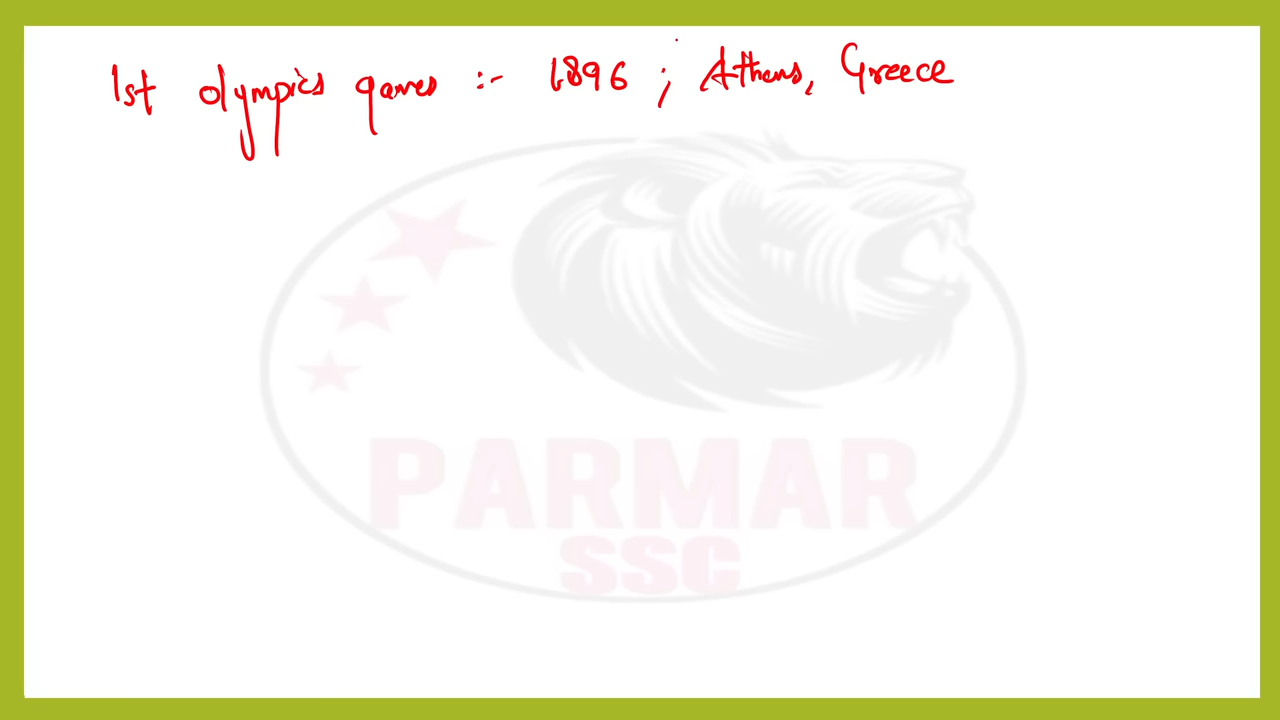 1st olympics games :- 1896 ; Athens, Greece
PARMAR
SSC